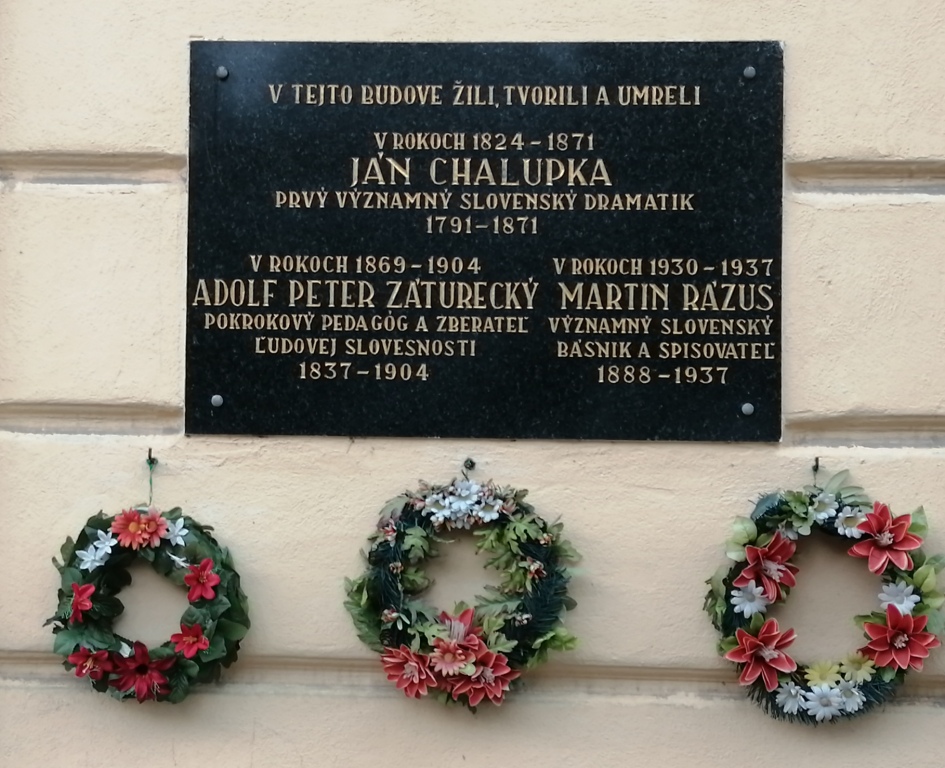 V TEJTO BUDOVE ŽILI, TVORILI A UMRELI
V ROKOCH 1824 – 1871
JÁN CHALUPKA
PRVÝ VÝZNAMNÝ SLOVENSKÝ DRAMATIK
1791 – 1871
V ROKOCH 1869 – 1904
ADOLF PETER ZÁTURECKÝ
POKROKOVÝ PEDAGÓG A ZBERATEĽ
ĽUDOVEJ SLOVESNOSTI
1837 – 1904
V ROKOCH 1930 – 1937
MARTIN RÁZUS
VÝZNAMNÝ SLOVENSKÝ
BÁSNIK A SPISOVATEĽ
1888 – 1937